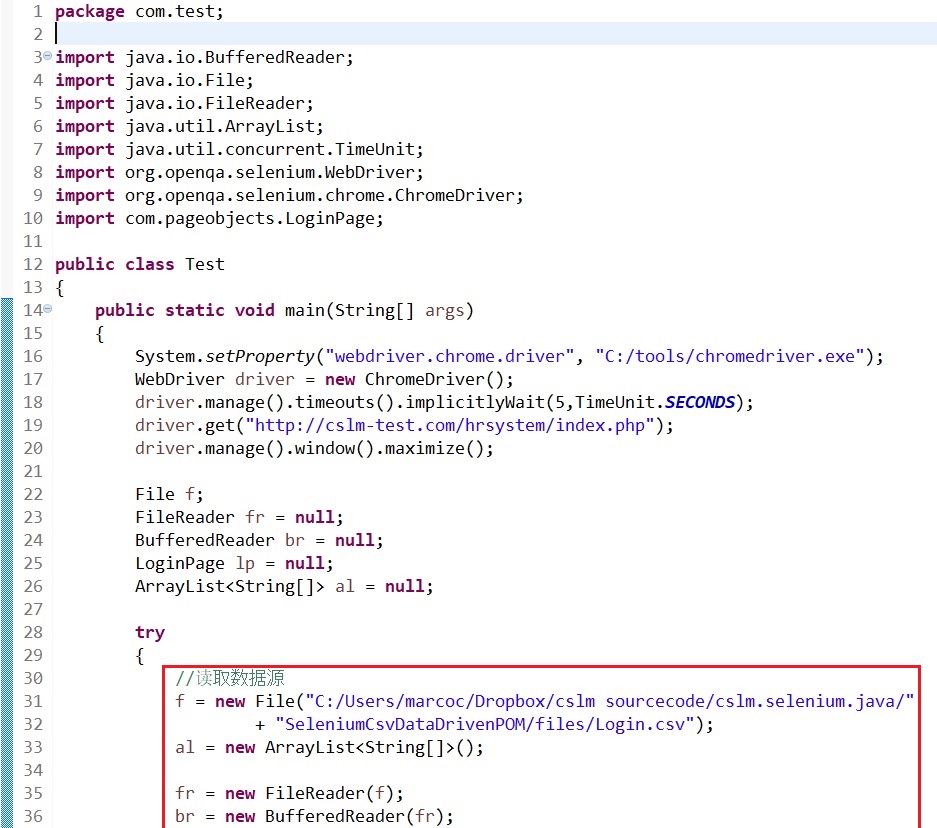 1 package com.test;
2
3 import java.io.BufferedReader;
4 import java.io.File;
5 import java.io.FileReader;
6 import java.util.ArrayList;
7 import java.util.concurrent.TimeUnit;
8 import org.openqa.selenium.WebDriver;
9 import org.openqa.selenium.chrome.ChromeDriver;
10 import com.pageobjects.LoginPage;
11
12 public class Test
13 {
14 public static void main(String[] args)
15 {
16 System.setProperty("webdriver.chrome.driver", "C:/tools/chromedriver.exe");
17 WebDriver driver = new ChromeDriver();
18 driver.manage().timeouts().implicitlyWait(5,TimeUnit.SECONDS);
19 driver.get("http://cslm-test.com/hrsystem/index.php");
20 driver.manage().window().maximize();
21
22 File f;
23 FileReader fr = null;
24 BufferedReader br = null;
25 LoginPage lp = null;
26 ArrayList<String[]> al = null;
27
28 try
29 {
30 //读取数据源
31 f = new File("C:/Users/marcoc/Dropbox/cslm sourcecode/cslm.selenium.java/"
32 + "SeleniumCsvDataDrivenPOM/files/Login.csv");
33 al = new ArrayList<String[]>();
34
35 fr = new FileReader(f);
36 br = new BufferedReader(fr);